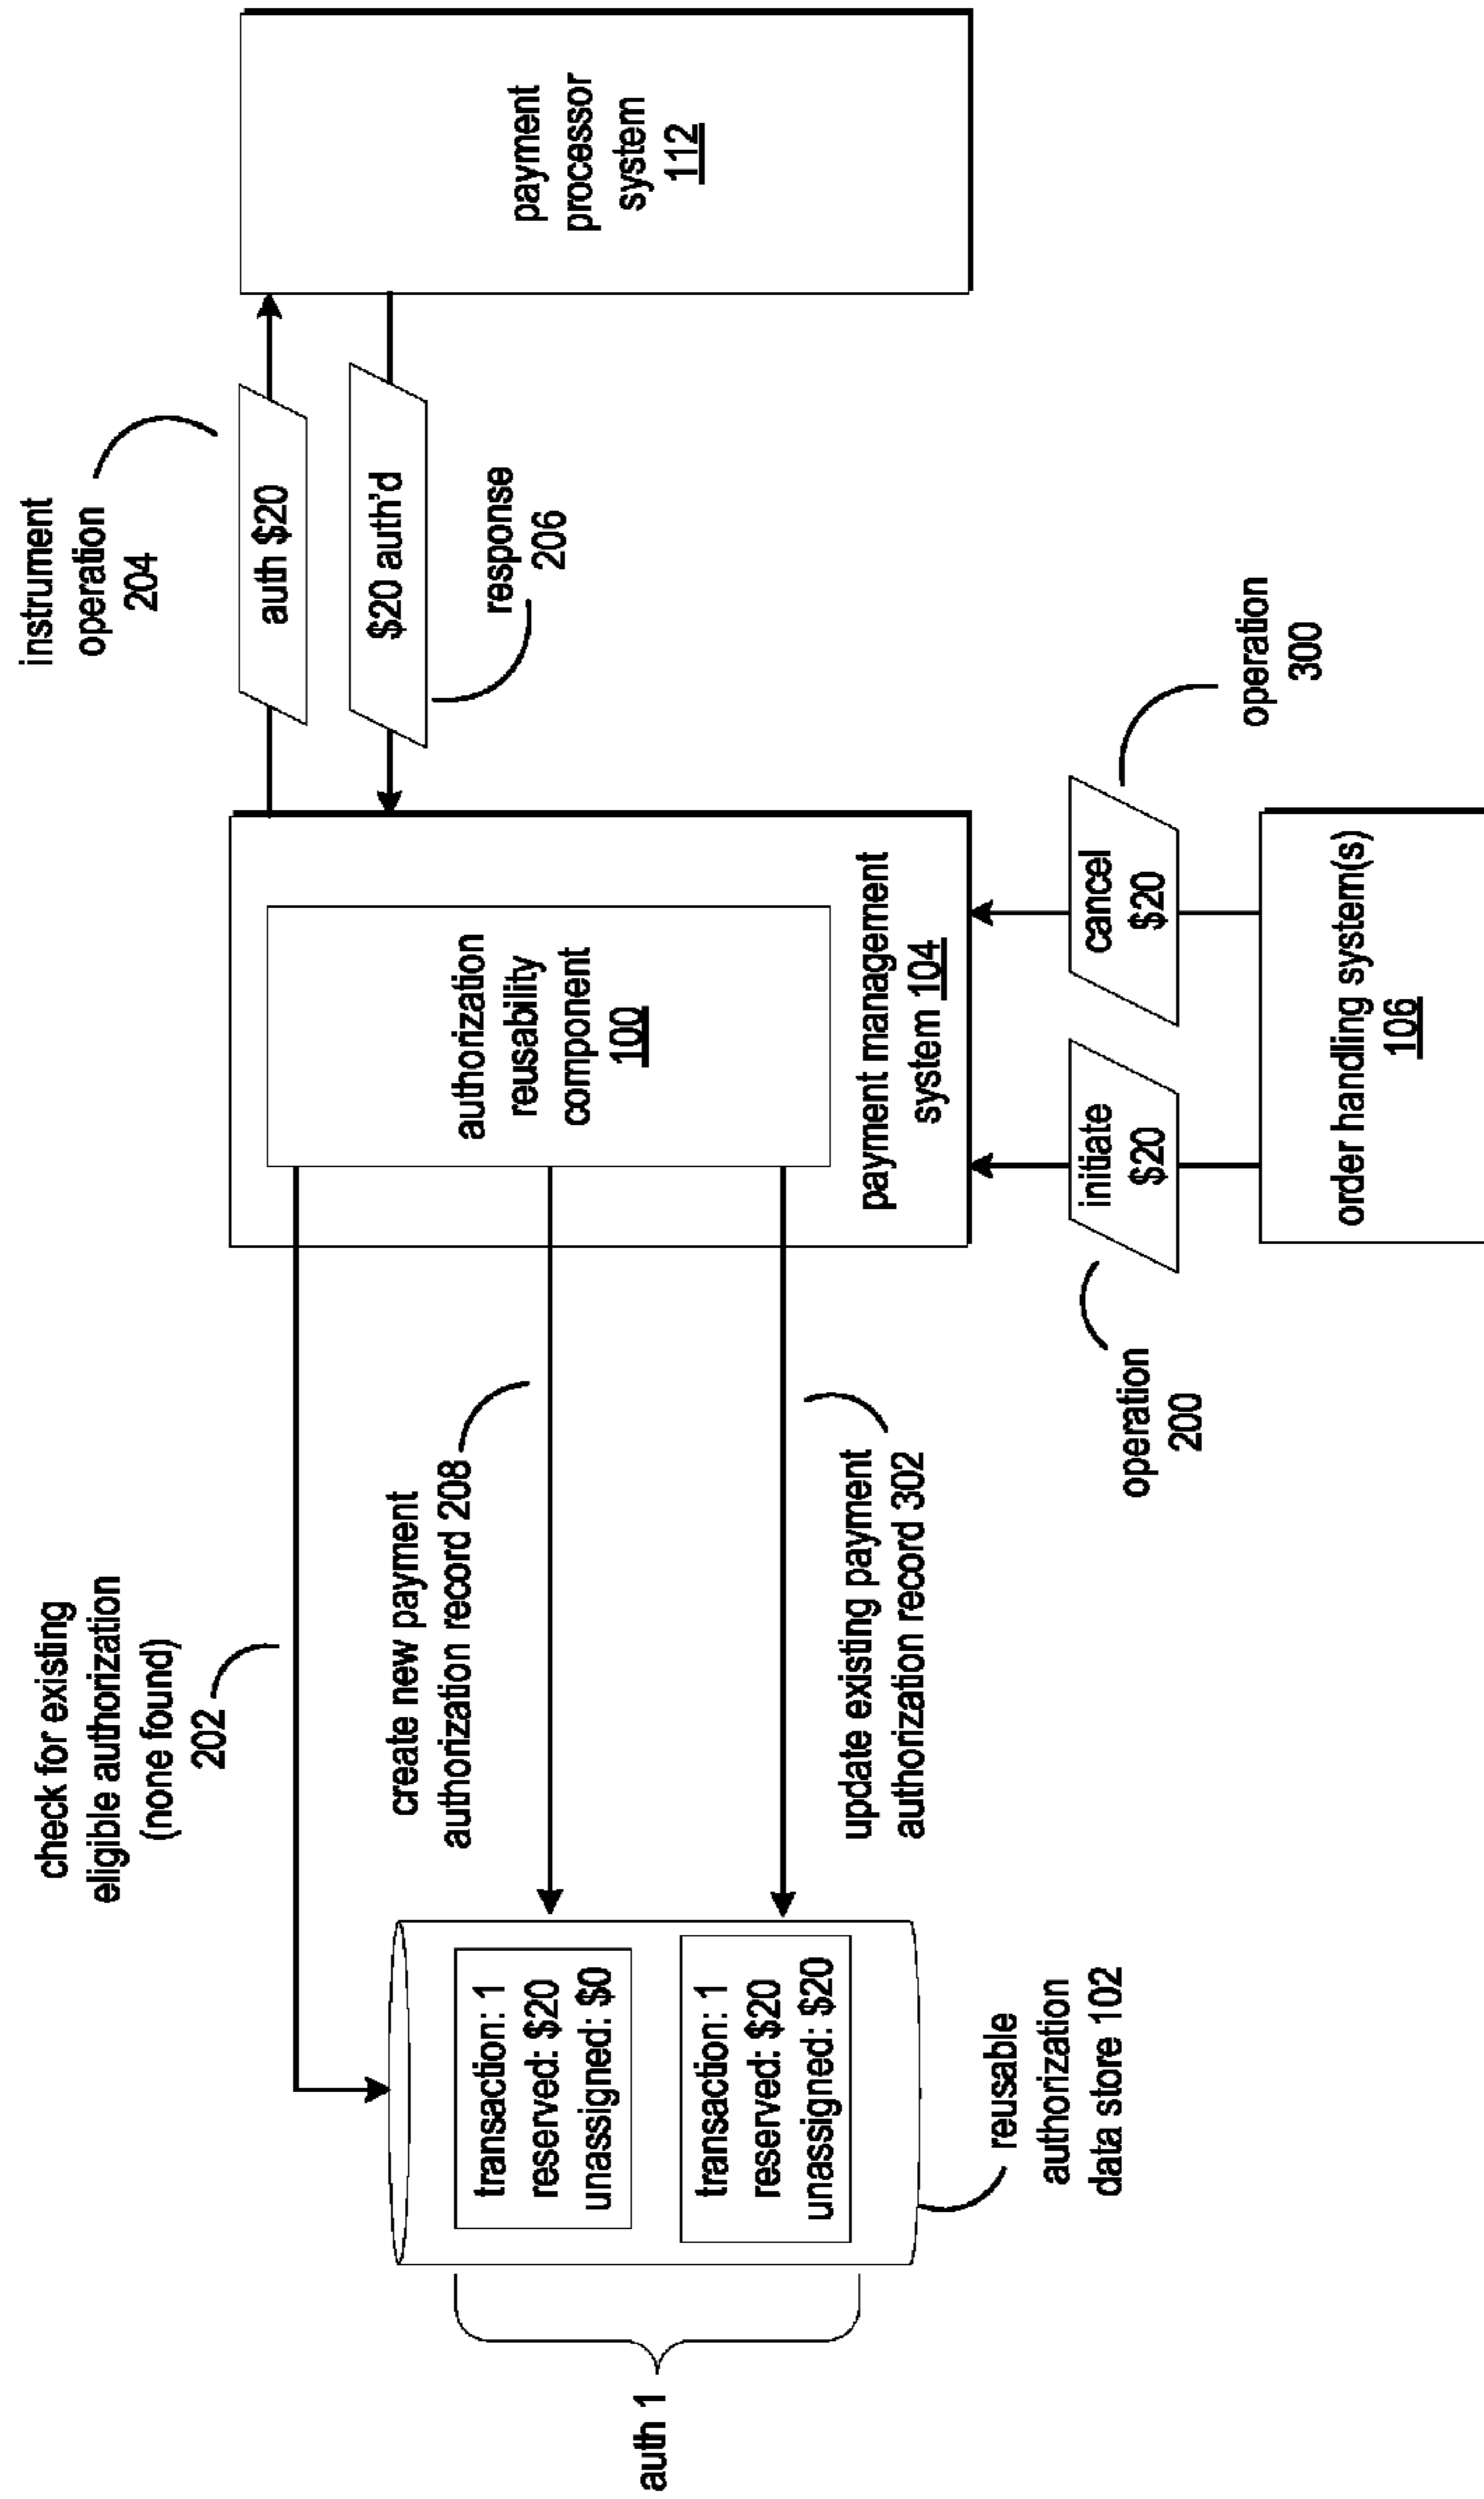 check for existing
eligible authorization
(none found)
202
instrument
operation
204
auth $20
$20 auth'd
response
206
payment
processor
system
112
create new payment
authorization record 208
authorization
reusability
component
100
update existing payment
authorization record 302
payment management
system 104
auth 1
transaction: 1
reserved: $20
unassigned: $0
transaction: 1
reserved: $20
unassigned: $20
reusable
authorization
data store 102
operation
200
initiate
$20
cancel
$20
operation
300
order handling system(s)
106